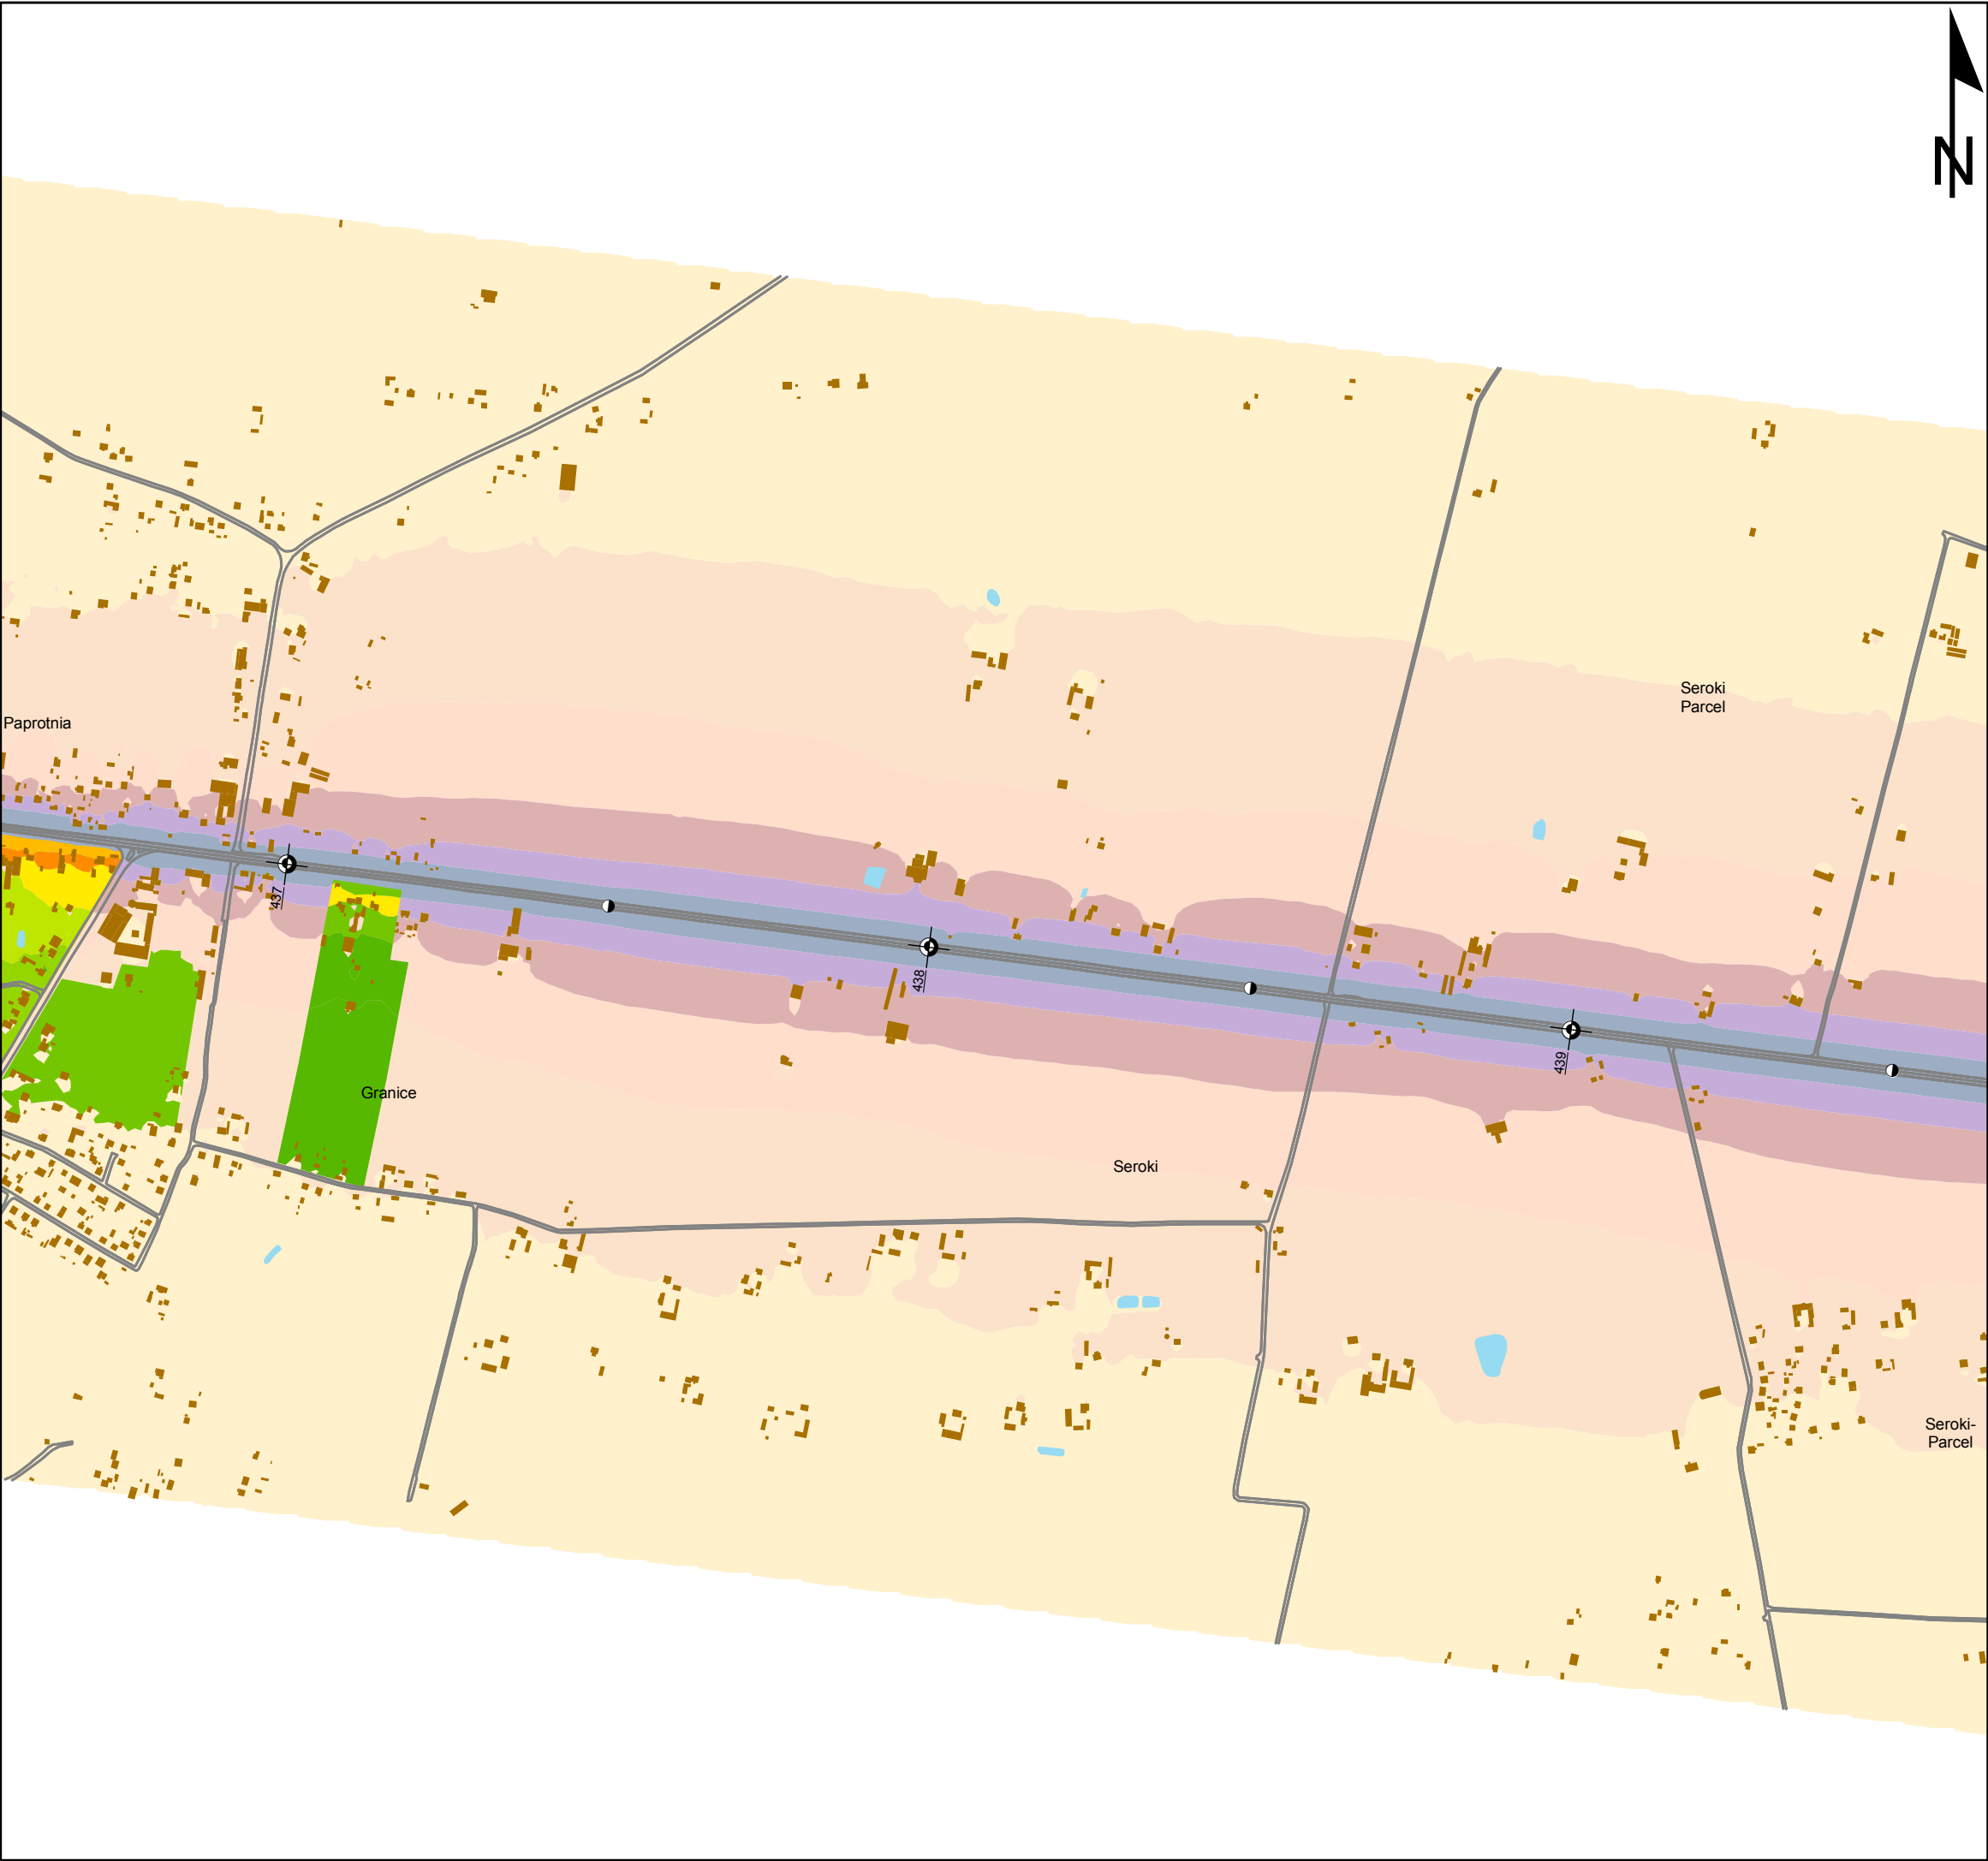 N
Seroki
Parcel
Paprotnia
437
438
439
Granice
Seroki
Seroki-
Parcel